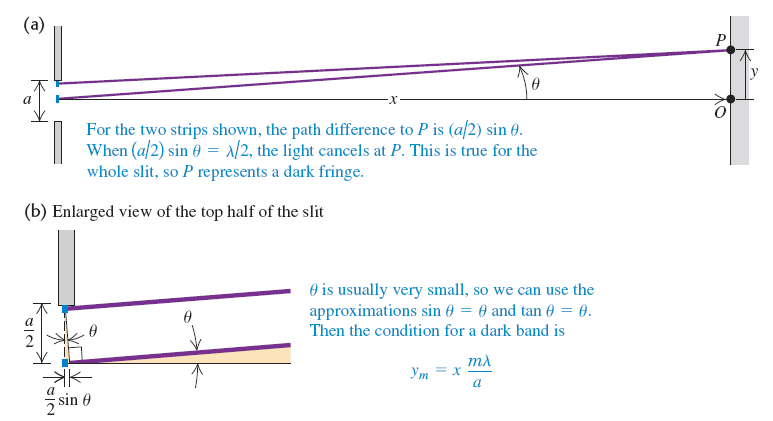 (a)
P
y
θ
a
x
O
For the two strips shown, the path difference to P is (a/2) sin θ.
When (a/2) sin θ = λ/2, the light cancels at P. This is true for the
whole slit, so P represents a dark fringe.
(b) Enlarged view of the top half of the slit
θ is usually very small, so we can use the
approximations sin θ = θ and tan θ = θ.
Then the condition for a dark band is
yₘ = x mλ/a
a/2
θ
θ
a/2 sin θ